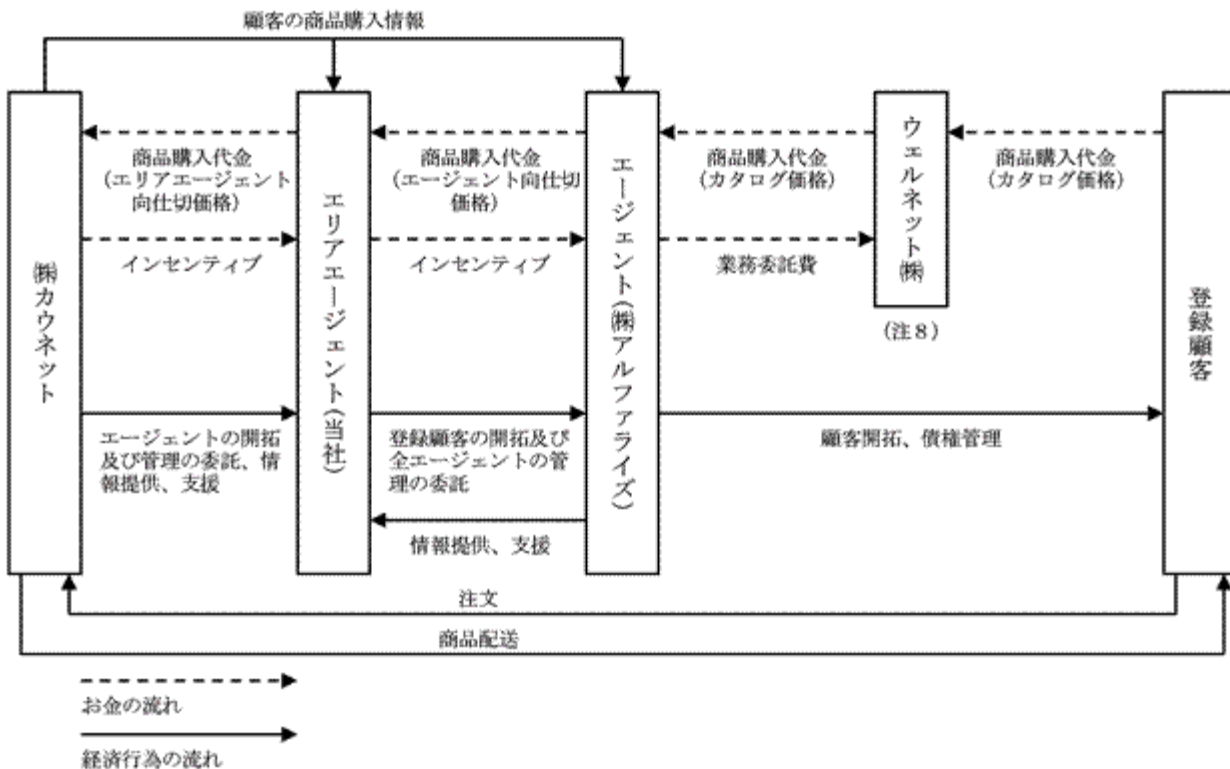 顧客の商品購入情報
㈱カウネット
エリアエージェント(当社)
エージェント(㈱アルファライズ)
ウェルネット㈱
登録顧客
商品購入代金
(エリアエージェント
向仕切価格)
商品購入代金
(エージェント向仕切
価格)
商品購入代金
(カタログ価格)
商品購入代金
(カタログ価格)
インセンティブ
インセンティブ
業務委託費
(注8)
エージェントの開拓
及び管理の委託、情
報提供、支援
登録顧客の開拓及び
全エージェントの管
理の委託
顧客開拓、債権管理
情報提供、支援
注文
商品配送
お金の流れ
経済行為の流れ